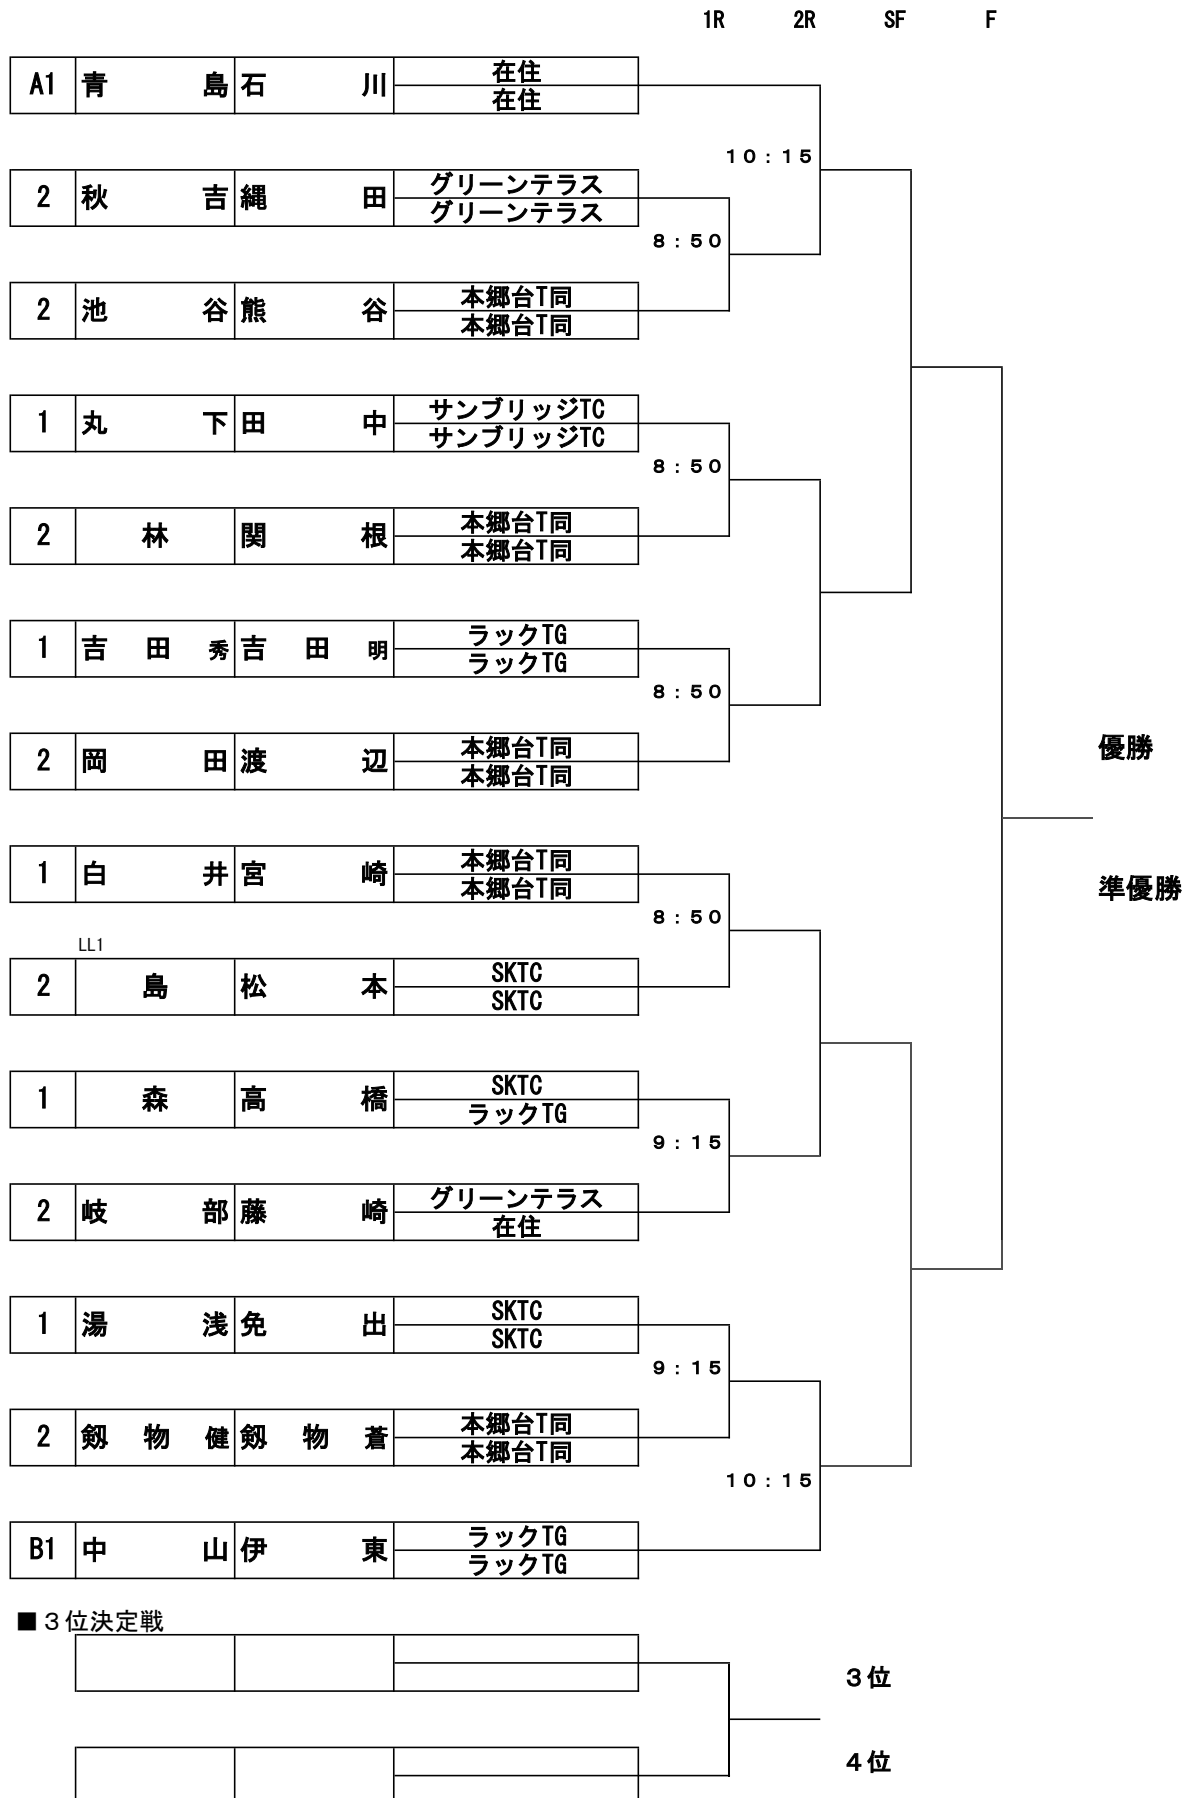 1R 2R SF F
在住
A1 青島 石川
在住
10：15
グリーンテラス
2 秋吉 縄田
グリーンテラス
8：50
本郷台T同
2 池谷 熊谷
本郷台T同
サンブリッジTC
1 丸下 田中
サンブリッジTC
8：50
本郷台T同
2 林 関根
本郷台T同
ラックTG
1 吉田秀 吉田明
ラックTG
8：50
本郷台T同
2 岡田 渡辺
本郷台T同
優勝
本郷台T同
1 白井 宮崎
本郷台T同
準優勝
8：50
LL1
SKTC
2 島 松本
SKTC
SKTC
1 森 高橋
ラックTG
9：15
グリーンテラス
2 岐部 藤崎
在住
SKTC
1 湯浅 免出
SKTC
9：15
本郷台T同
2 剱物健 剱物蒼
本郷台T同
10：15
ラックTG
B1 中山 伊東
ラックTG
■３位決定戦
３位
４位